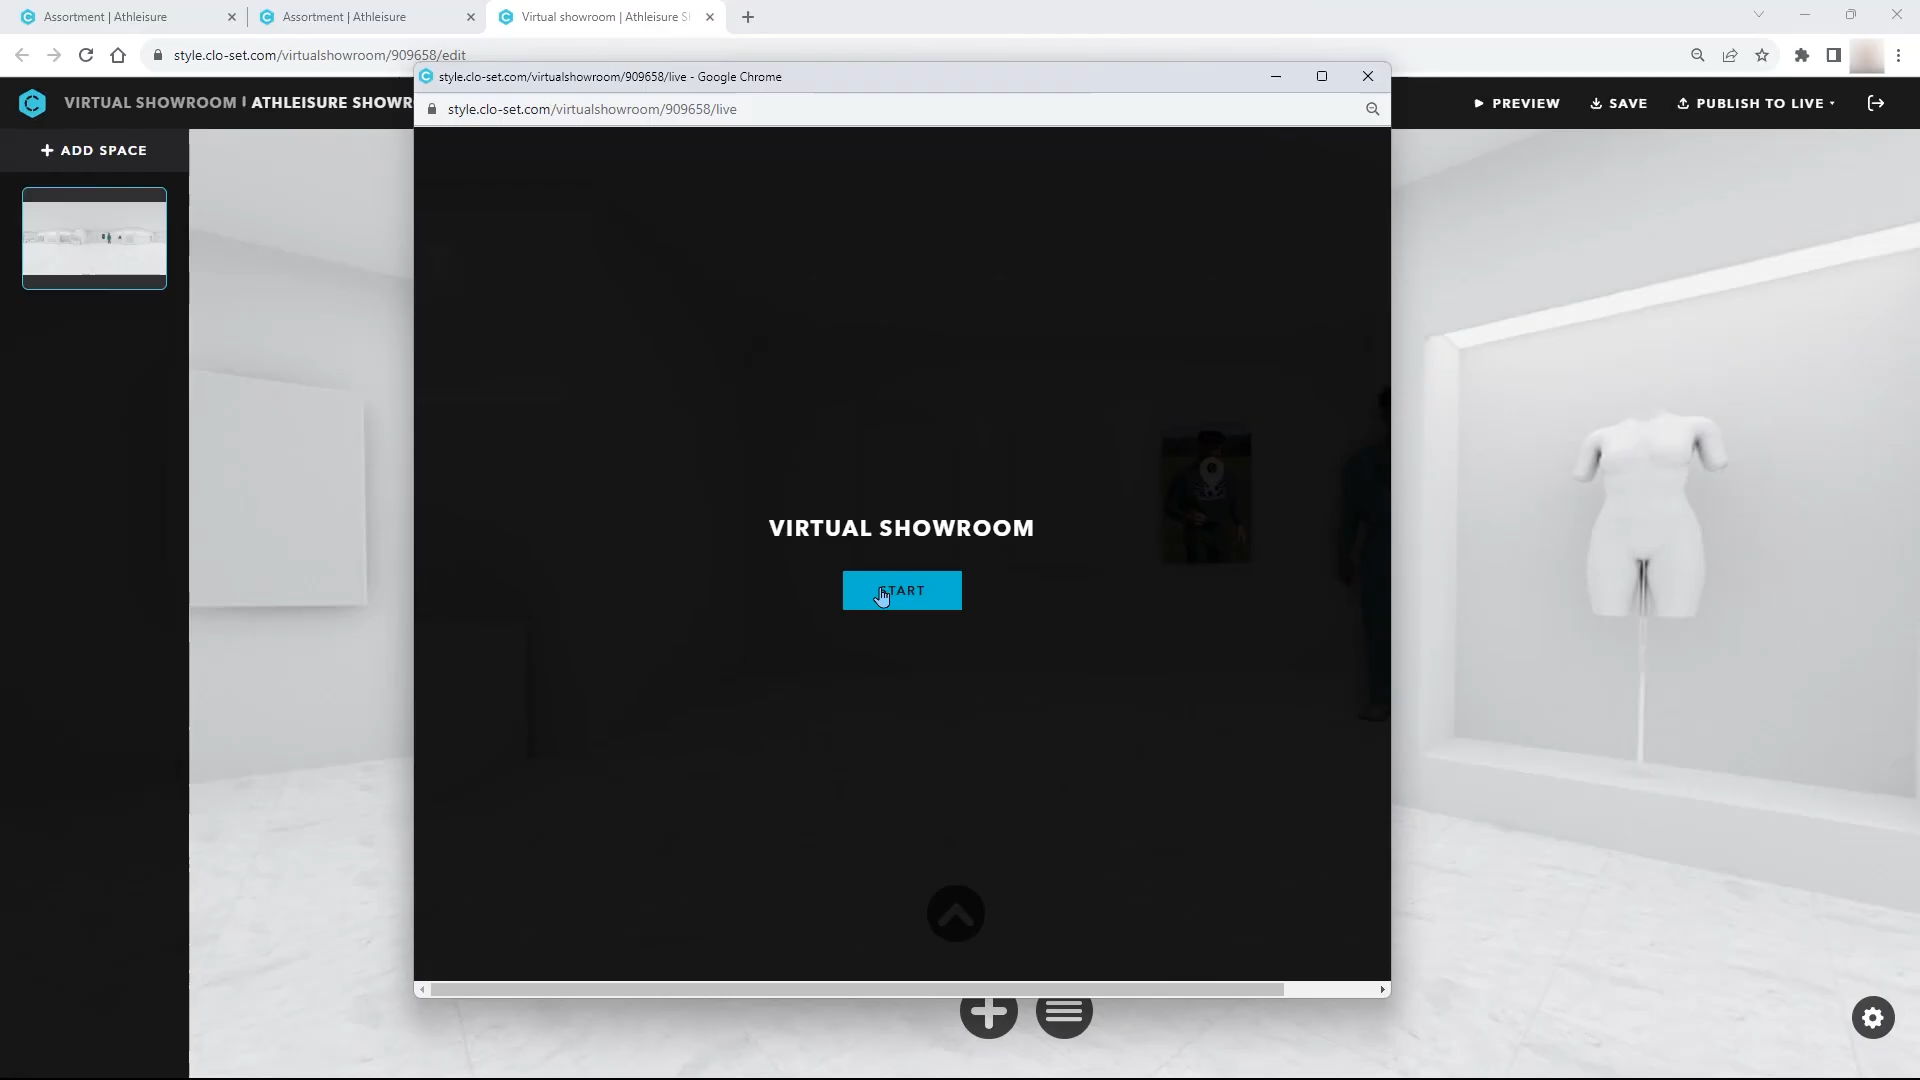 Assortment | Athleisure
Assortment | Athleisure
Virtual showroom | Athleisure S
style.clo-set.com/virtualshowroom/909658/edit
style.clo-set.com/virtualshowroom/909658/live - Google Chrome
style.clo-set.com/virtualshowroom/909658/live
VIRTUAL SHOWROOM | ATHLEISURE SHOWR
PREVIEW
SAVE
PUBLISH TO LIVE
+ ADD SPACE
VIRTUAL SHOWROOM
START